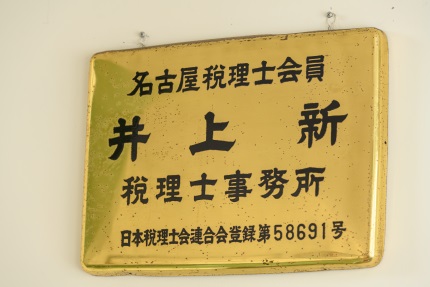 名古屋税理士会員
井上新
税理士事務所
日本税理士会連合会登録第58691号